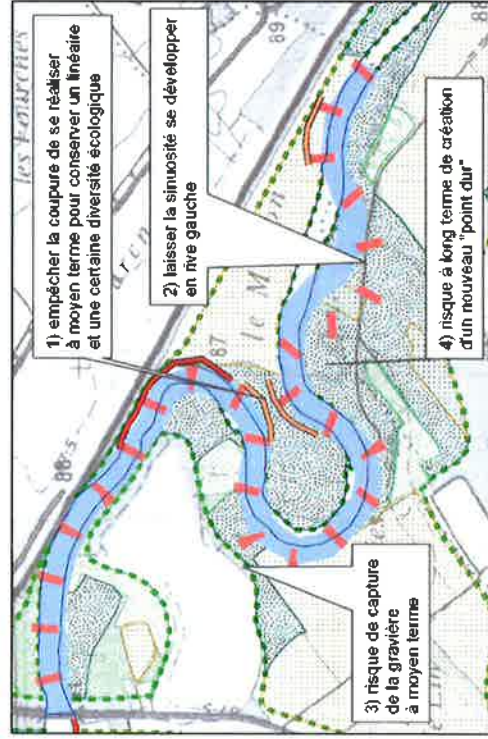 1) empêcher la coupure de se réaliser
à moyen terme pour conserver un linéaire
et une certaine diversité écologique
2) laisser la sinuosité se développer
en rive gauche
3) risque de capture
de la gravière
à moyen terme
4) risque à long terme de création
d'un nouveau "point dur"
les Fourches
86
87
88
89
le M